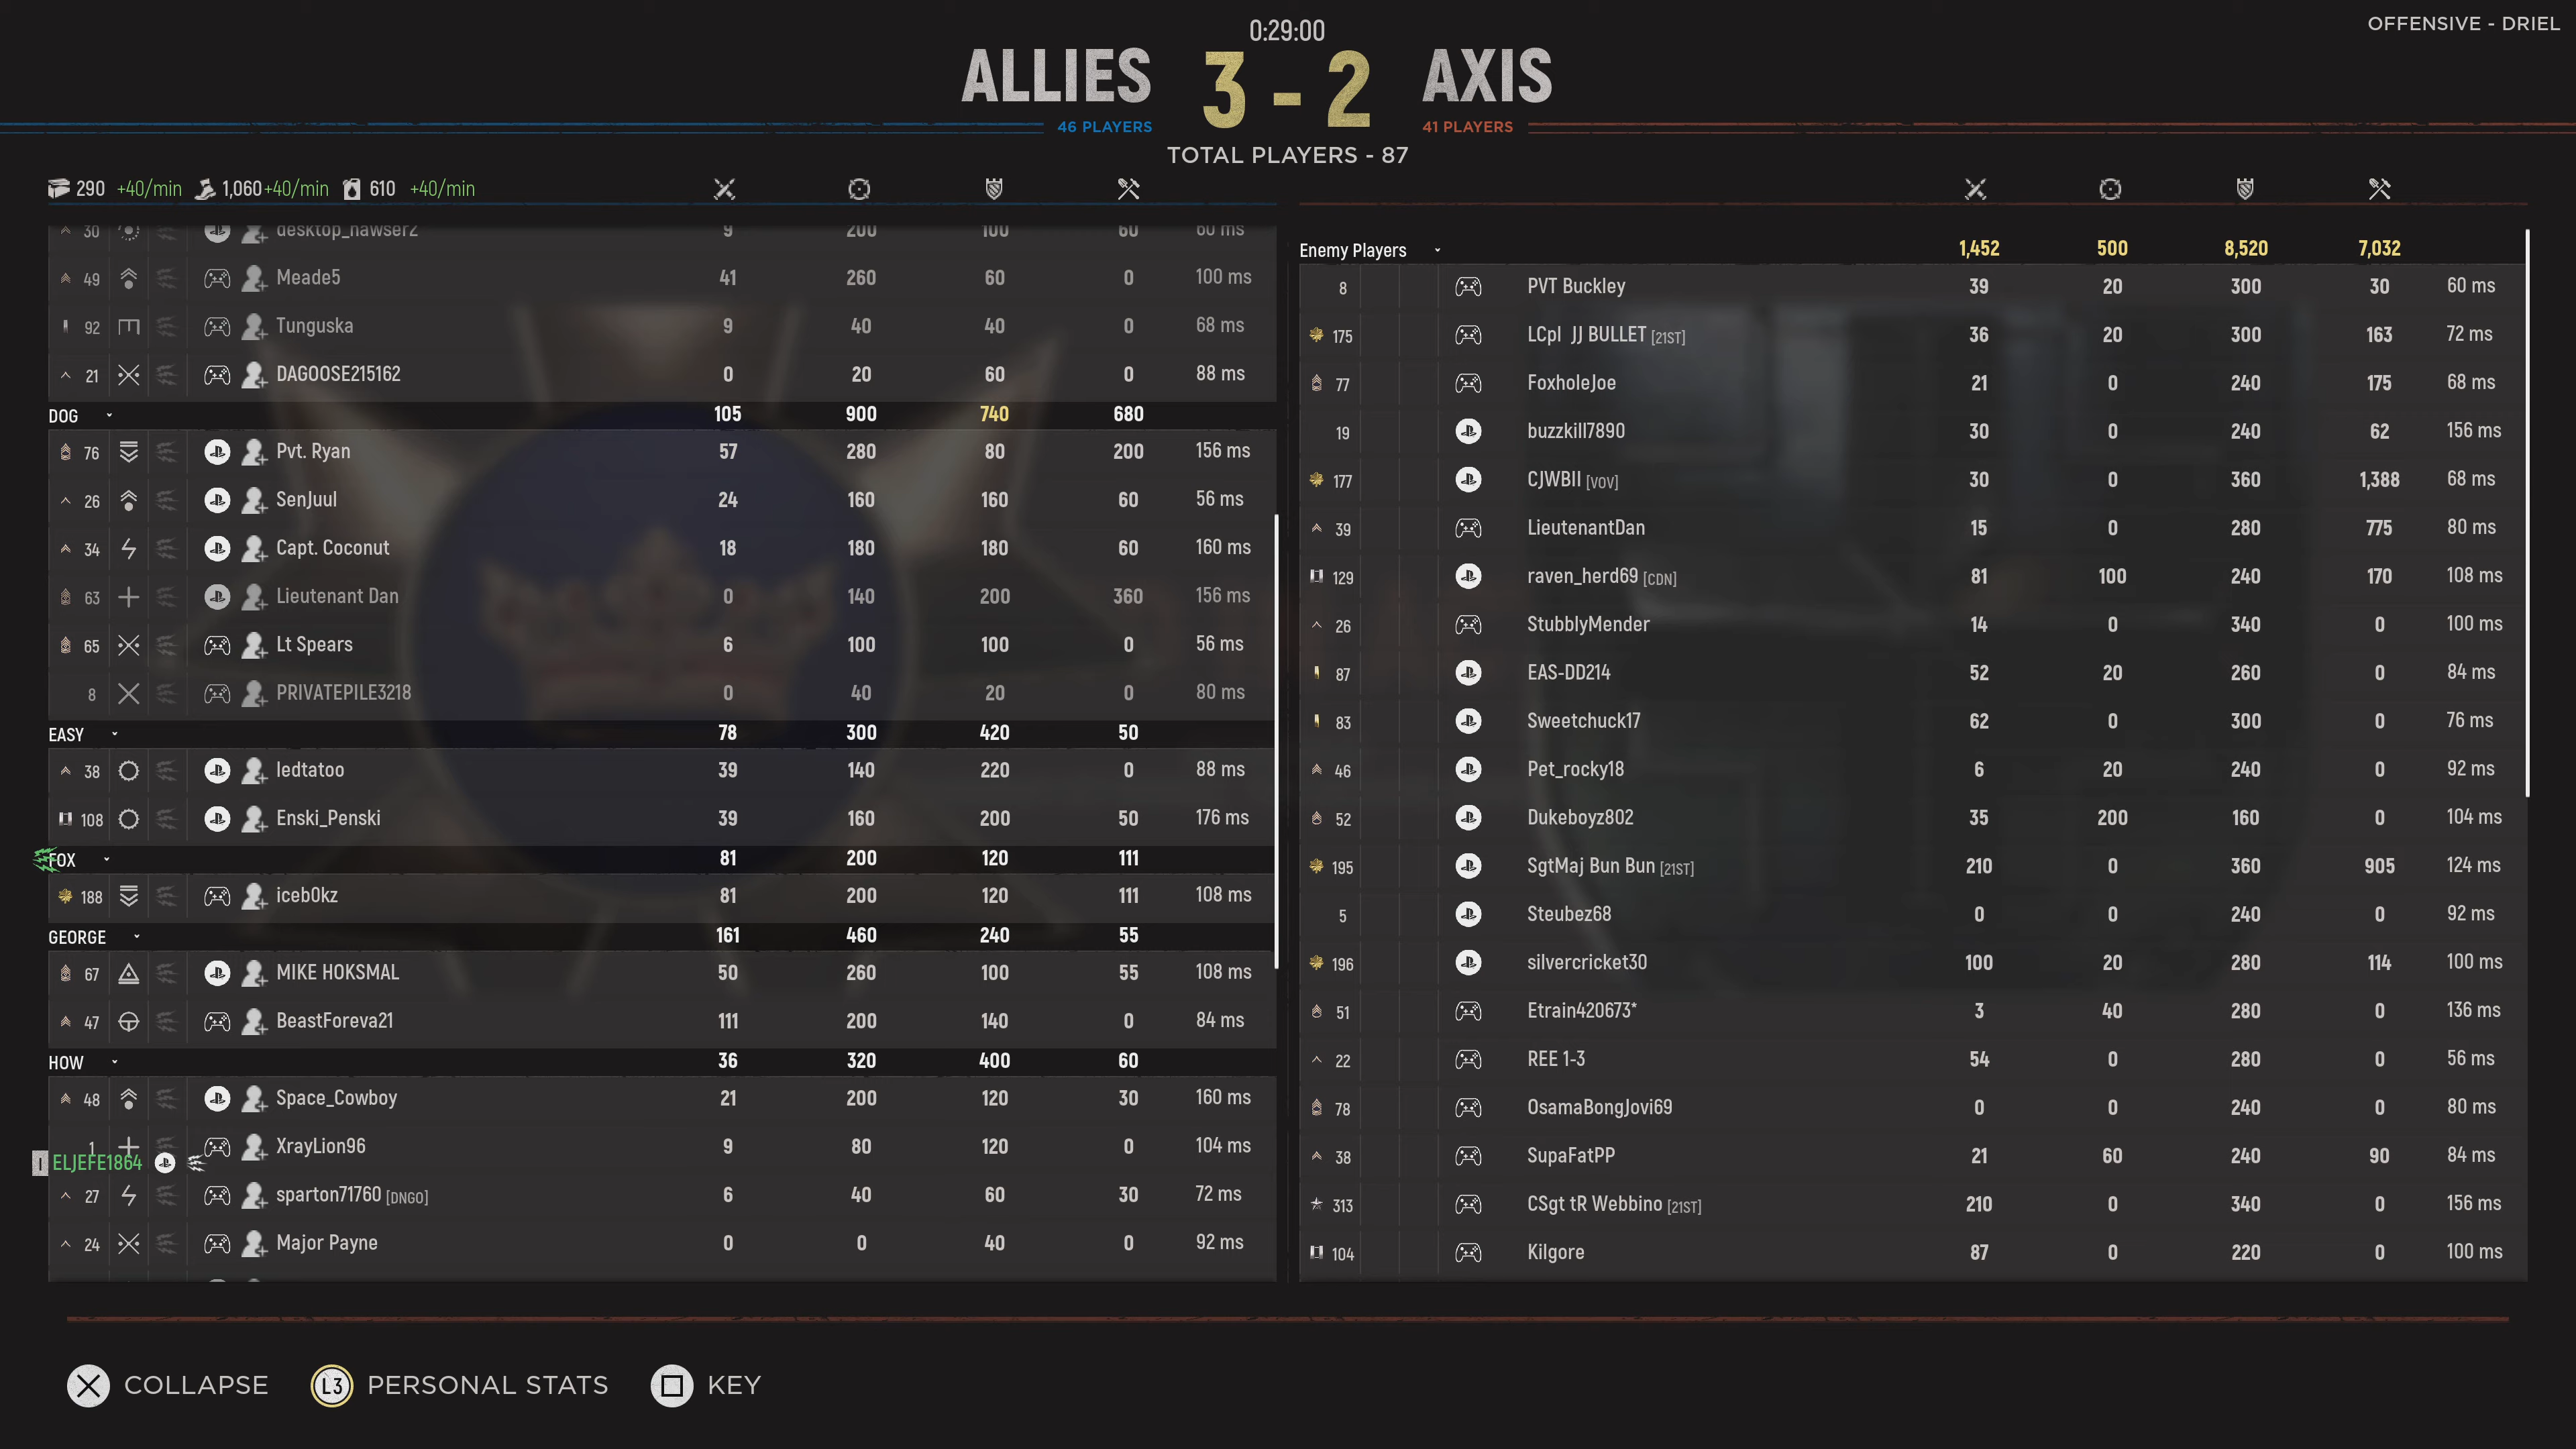 OFFENSIVE - DRIEL
0:29:00
ALLIES 3 - 2 AXIS
46 PLAYERS 41 PLAYERS
TOTAL PLAYERS - 87
290 +40/min 1,060 +40/min 610 +40/min
30 desktop_hawser2 9 200 100 60 60 ms
49 Meade5 41 260 60 0 100 ms
92 Tunguska 9 40 40 0 68 ms
21 DAGOOSE215162 0 20 60 0 88 ms
DOG 105 900 740 680
76 Pvt. Ryan 57 280 80 200 156 ms
26 SenJuul 24 160 160 60 56 ms
34 Capt. Coconut 18 180 180 60 160 ms
63 Lieutenant Dan 0 140 200 360 156 ms
65 Lt Spears 6 100 100 0 56 ms
8 PRIVATEPILE3218 0 40 20 0 80 ms
EASY 78 300 420 50
38 ledtatoo 39 140 220 0 88 ms
108 Enski_Penski 39 160 200 50 176 ms
FOX 81 200 120 111
188 iceb0kz 81 200 120 111 108 ms
GEORGE 161 460 240 55
67 MIKE HOKSMAL 50 260 100 55 108 ms
47 BeastForeva21 111 200 140 0 84 ms
HOW 36 320 400 60
48 Space_Cowboy 21 200 120 30 160 ms
1 XrayLion96 9 80 120 0 104 ms
ELJEFE1864
27 sparton71760 [DNGO] 6 40 60 30 72 ms
24 Major Payne 0 0 40 0 92 ms
Enemy Players 1,452 500 8,520 7,032
8 PVT Buckley 39 20 300 30 60 ms
175 LCpl JJ BULLET [21ST] 36 20 300 163 72 ms
77 FoxholeJoe 21 0 240 175 68 ms
19 buzzkill7890 30 0 240 62 156 ms
177 CJWBII [VOV] 30 0 360 1,388 68 ms
39 LieutenantDan 15 0 280 775 80 ms
129 raven_herd69 [CDN] 81 100 240 170 108 ms
26 StubblyMender 14 0 340 0 100 ms
87 EAS-DD214 52 20 260 0 84 ms
83 Sweetchuck17 62 0 300 0 76 ms
46 Pet_rocky18 6 20 240 0 92 ms
52 Dukeboyz802 35 200 160 0 104 ms
195 SgtMaj Bun Bun [21ST] 210 0 360 905 124 ms
5 Steubez68 0 0 240 0 92 ms
196 silvercricket30 100 20 280 114 100 ms
51 Etrain420673* 3 40 280 0 136 ms
22 REE 1-3 54 0 280 0 56 ms
78 OsamaBongJovi69 0 0 240 0 80 ms
38 SupaFatPP 21 60 240 90 84 ms
313 CSgt tR Webbino [21ST] 210 0 340 0 156 ms
104 Kilgore 87 0 220 0 100 ms
COLLAPSE L3 PERSONAL STATS KEY